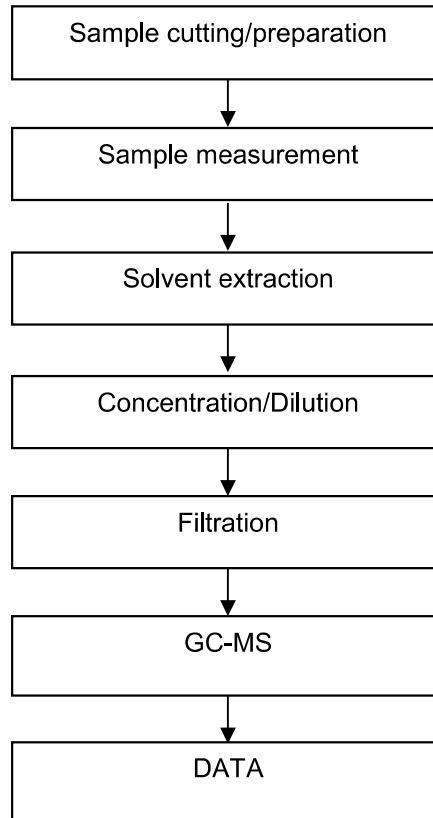 Sample cutting/preparation
Sample measurement
Solvent extraction
Concentration/Dilution
Filtration
GC-MS
DATA